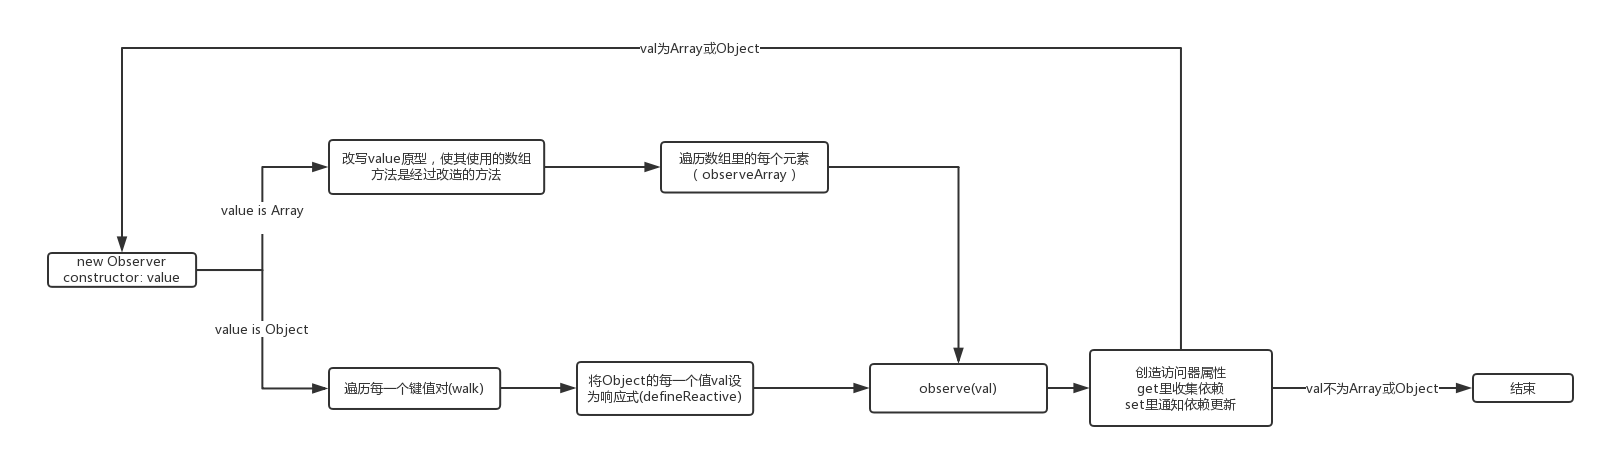 val为Array或Object
改写value原型，使其使用的数组
方法是经过改造的方法
遍历数组里的每个元素
（observeArray）
value is Array
new Observer
constructor: value
value is Object
遍历每一个键值对(walk)
将Object的每一个值val设
为响应式(defineReactive)
observe(val)
创造访问器属性
get里收集依赖
set里通知依赖更新
val不为Array或Object
结束